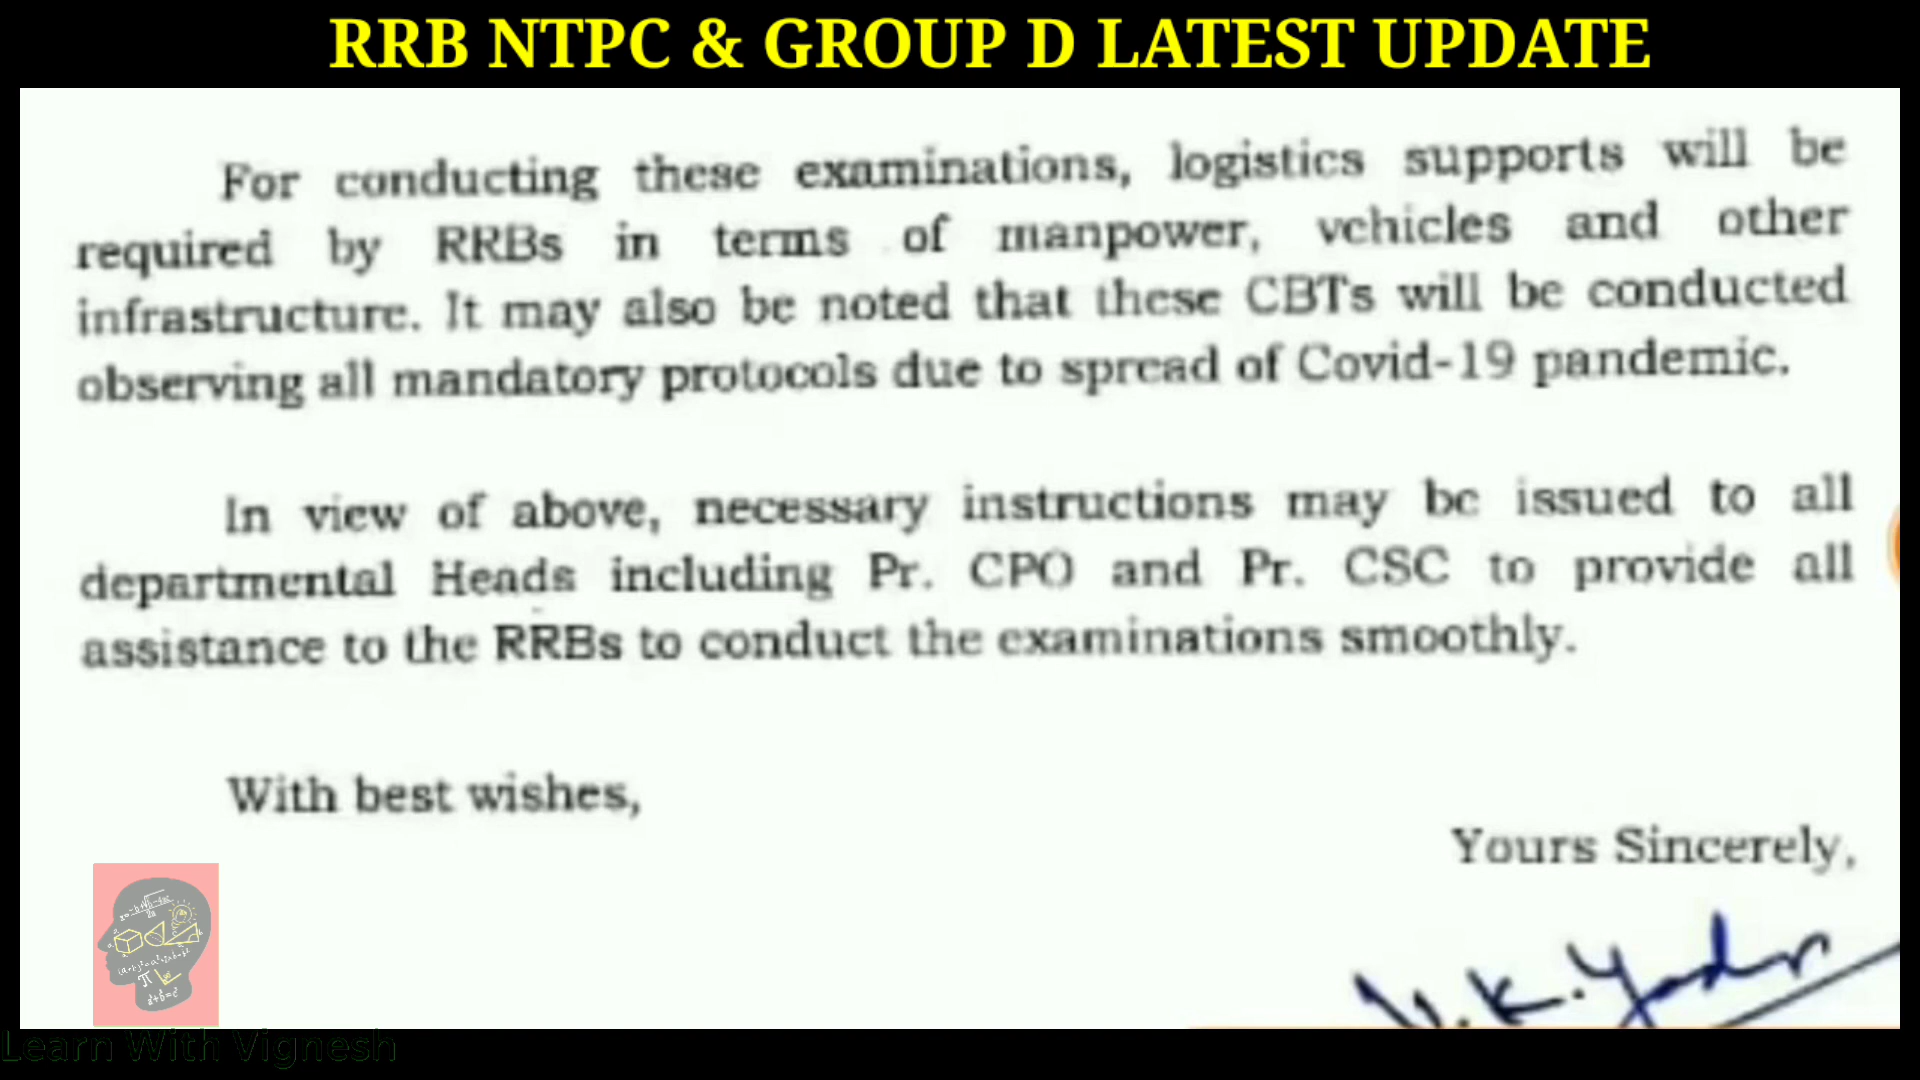 RRB NTPC & GROUP D LATEST UPDATE
For conducting these examinations, logistics supports will be
required by RRBs in terms of manpower, vehicles and other
infrastructure. It may also be noted that these CBTs will be conducted
observing all mandatory protocols due to spread of Covid-19 pandemic.
In view of above, necessary instructions may be issued to all
departmental Heads including Pr. CPO and Pr. CSC to provide all
assistance to the RRBs to conduct the examinations smoothly.
With best wishes,
Yours Sincerely,
K. Yadav
Learn With Vignesh